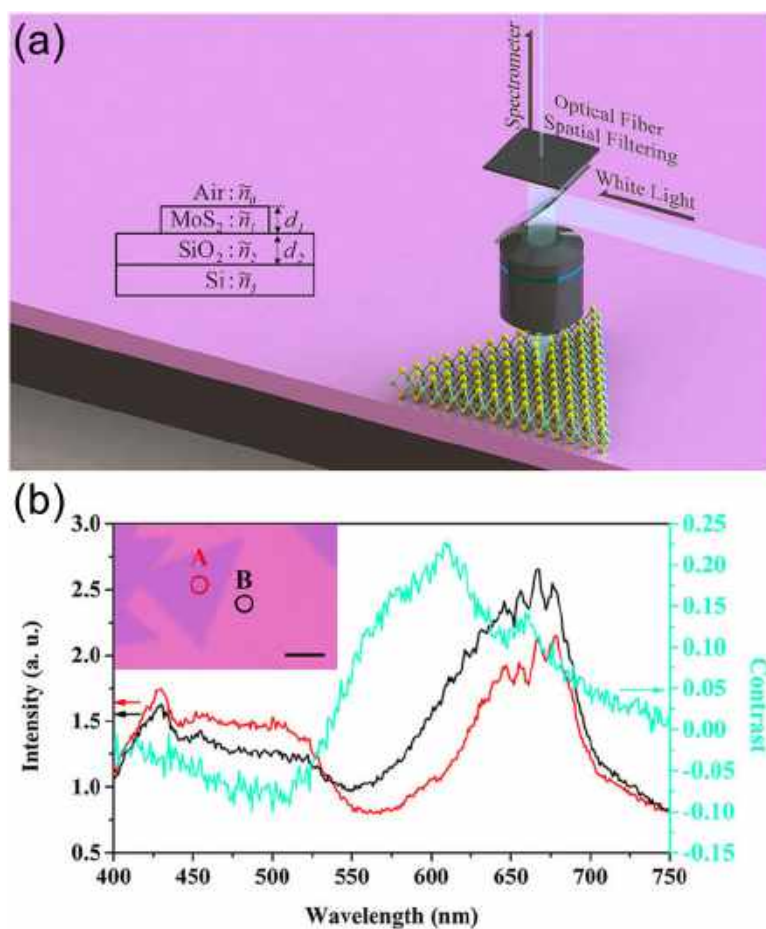 (a)
Spectrometer
Optical Fiber
Spatial Filtering
White Light
Air : ñ₀
MoS₂ : ñ₁ d₁
SiO₂ : ñ₂ d₂
Si : ñ₃
(b)
3.0
2.5
2.0
1.5
1.0
0.5
Intensity (a. u.)
A
B
0.25
0.20
0.15
0.10
0.05
0.00
-0.05
-0.10
-0.15
Contrast
400 450 500 550 600 650 700 750
Wavelength (nm)